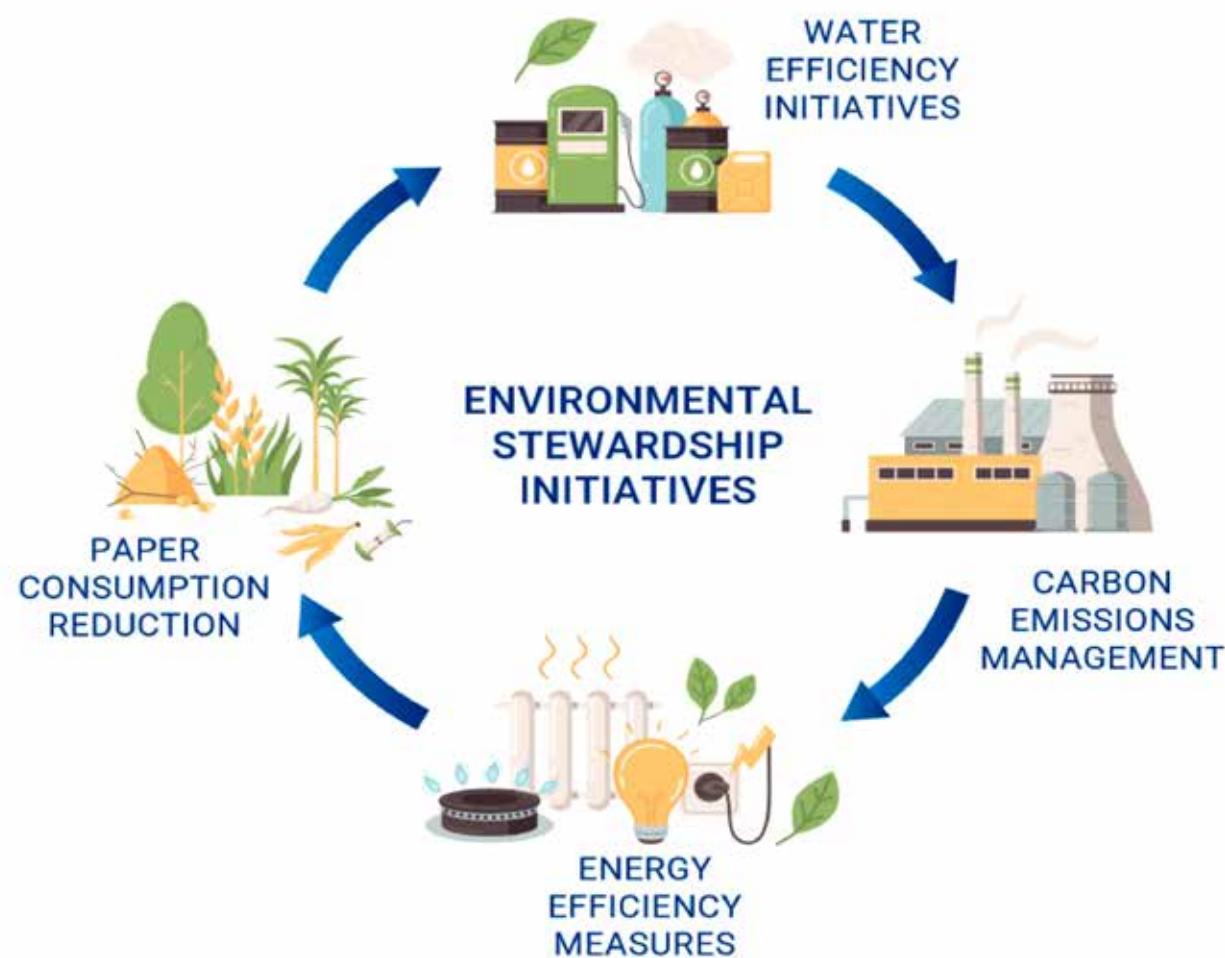 WATER
EFFICIENCY
INITIATIVES
ENVIRONMENTAL
STEWARDSHIP
INITIATIVES
PAPER
CONSUMPTION
REDUCTION
CARBON
EMISSIONS
MANAGEMENT
ENERGY
EFFICIENCY
MEASURES